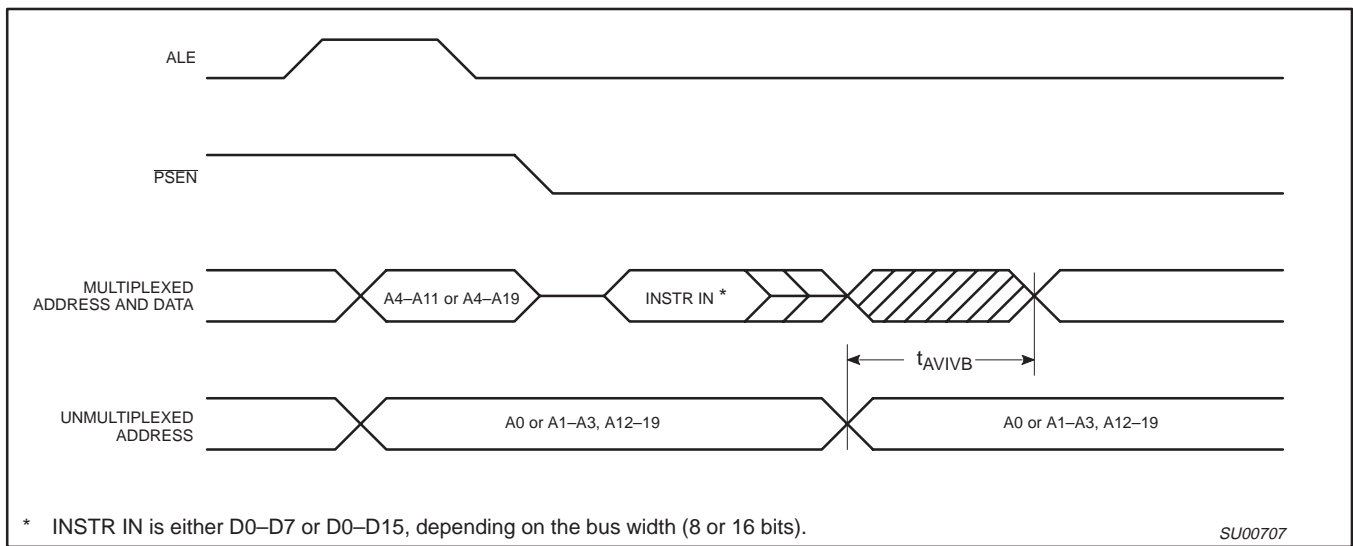 ALE
PSEN
MULTIPLEXED
ADDRESS AND DATA
A4–A11 or A4–A19
INSTR IN *
tAVIVB
UNMULTIPLEXED
ADDRESS
A0 or A1–A3, A12–19
A0 or A1–A3, A12–19
* INSTR IN is either D0–D7 or D0–D15, depending on the bus width (8 or 16 bits).
SU00707